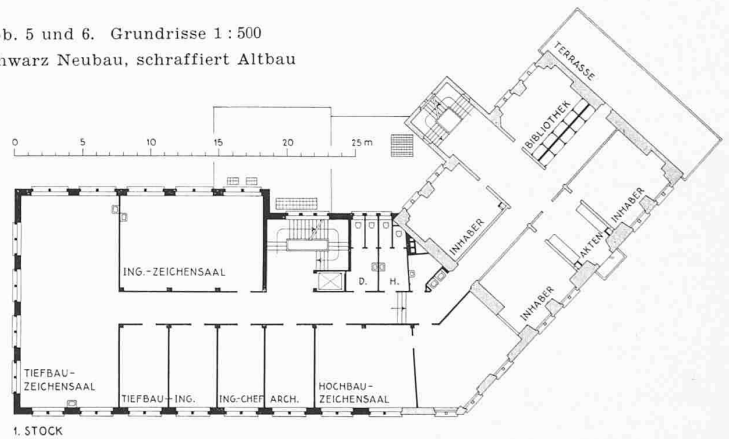 b. 5 und 6. Grundrisse 1 : 500
hwarz Neubau, schraffiert Altbau
TERRASSE
BIBLIOTHEK
0 5 10 15 20 25 m
INHABER
INHABER
AKTEN
ING.-ZEICHENSAAL
D. H.
INHABER
TIEFBAU-
ZEICHENSAAL
TIEFBAU-ING.
ING.-CHEF
ARCH.
HOCHBAU-
ZEICHENSAAL
1. STOCK